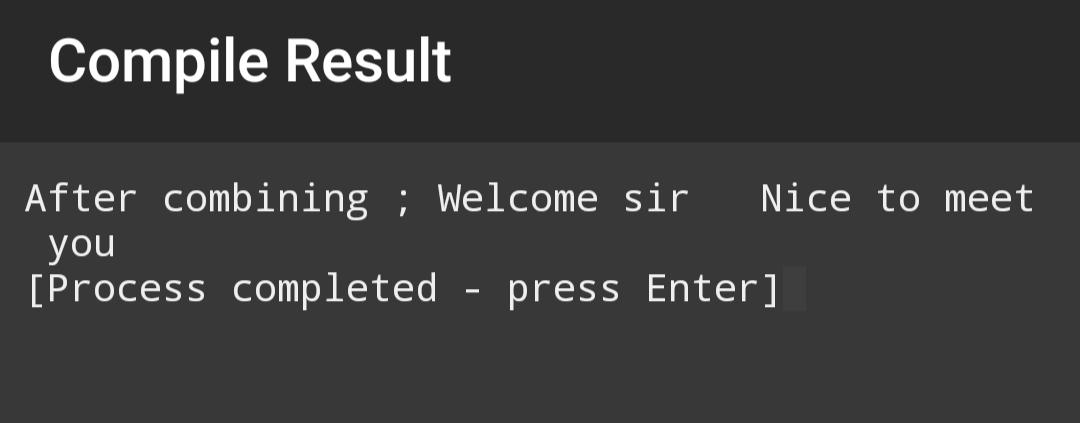 Compile Result
After combining ; Welcome sir   Nice to meet
 you
[Process completed - press Enter]